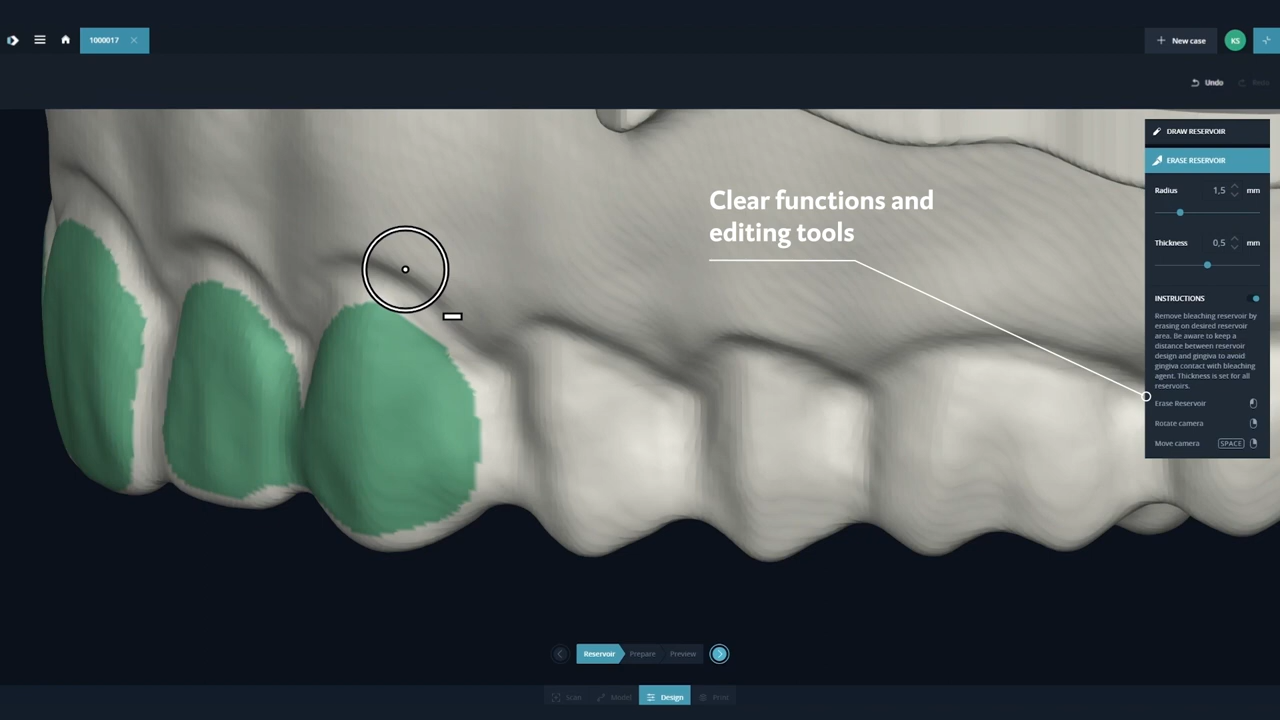 1000017
New case
KS
Undo
Redo
DRAW RESERVOIR
ERASE RESERVOIR
Radius 1,5 mm
Thickness 0,5 mm
INSTRUCTIONS
Remove bleaching reservoir by
erasing on desired reservoir
area. Be aware to keep a
distance between reservoir
design and gingiva to avoid
gingiva contact with bleaching
agent. Thickness is set for all
reservoirs.
Erase Reservoir
Rotate camera
Move camera SPACE
Clear functions and
editing tools
Reservoir Prepare Preview
Scan Model Design Print